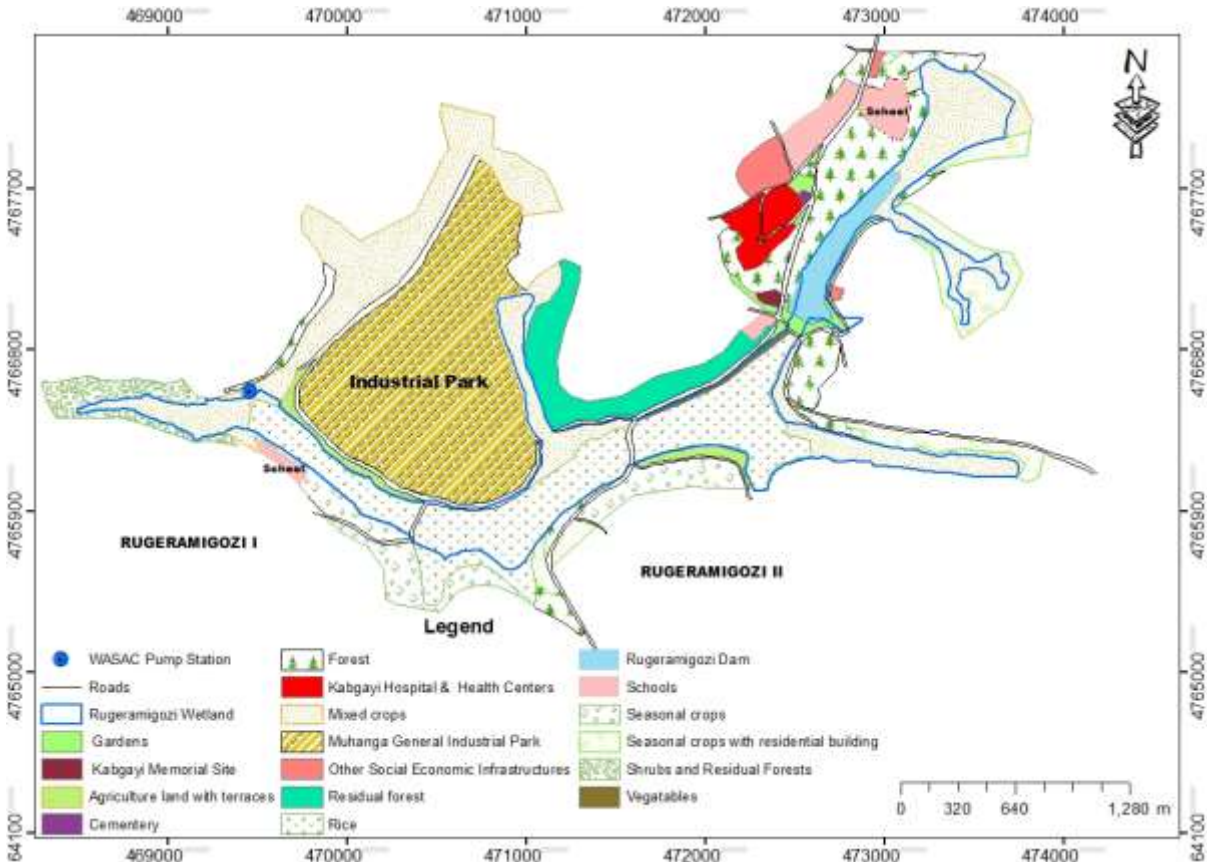 469000 470000 471000 472000 473000 474000
N
School
4767700
4767700
Industrial Park
4766800
4766800
School
4765900
4765900
RUGERAMIGOZI I
RUGERAMIGOZI II
Legend
WASAC Pump Station
Roads
Rugeramigozi Wetland
Gardens
Kabgayi Memorial Site
Agriculture land with terraces
Cementery
Forest
Kabgayi Hospital & Health Centers
Mixed crops
Muhanga General Industrial Park
Other Social Economic Infrastructures
Residual forest
Rice
Rugeramigozi Dam
Schools
Seasonal crops
Seasonal crops with residential building
Shrubs and Residual Forests
Vegatables
4765000
4765000
0 320 640 1,280 m
64100
64100
469000 470000 471000 472000 473000 474000